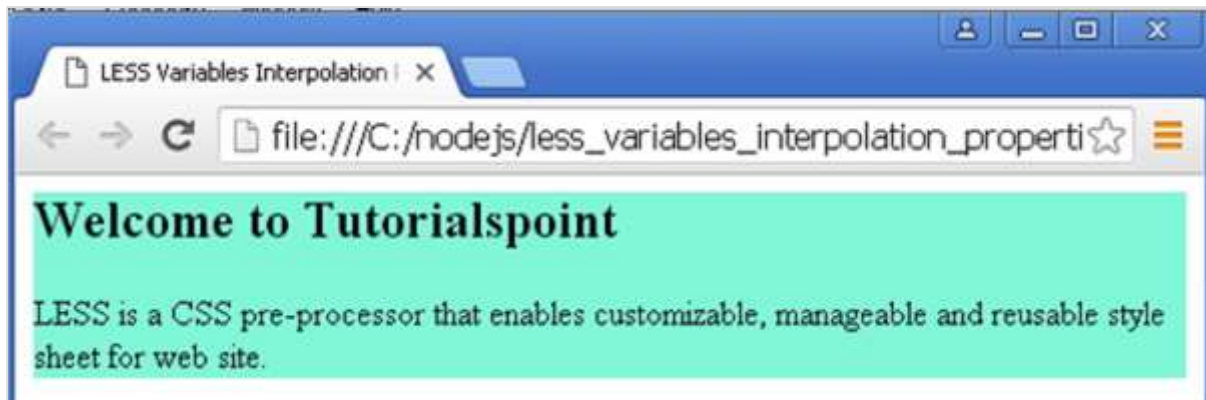 LESS Variables Interpolation
file:///C:/nodejs/less_variables_interpolation_properti
Welcome to Tutorialspoint
LESS is a CSS pre-processor that enables customizable, manageable and reusable style
sheet for web site.